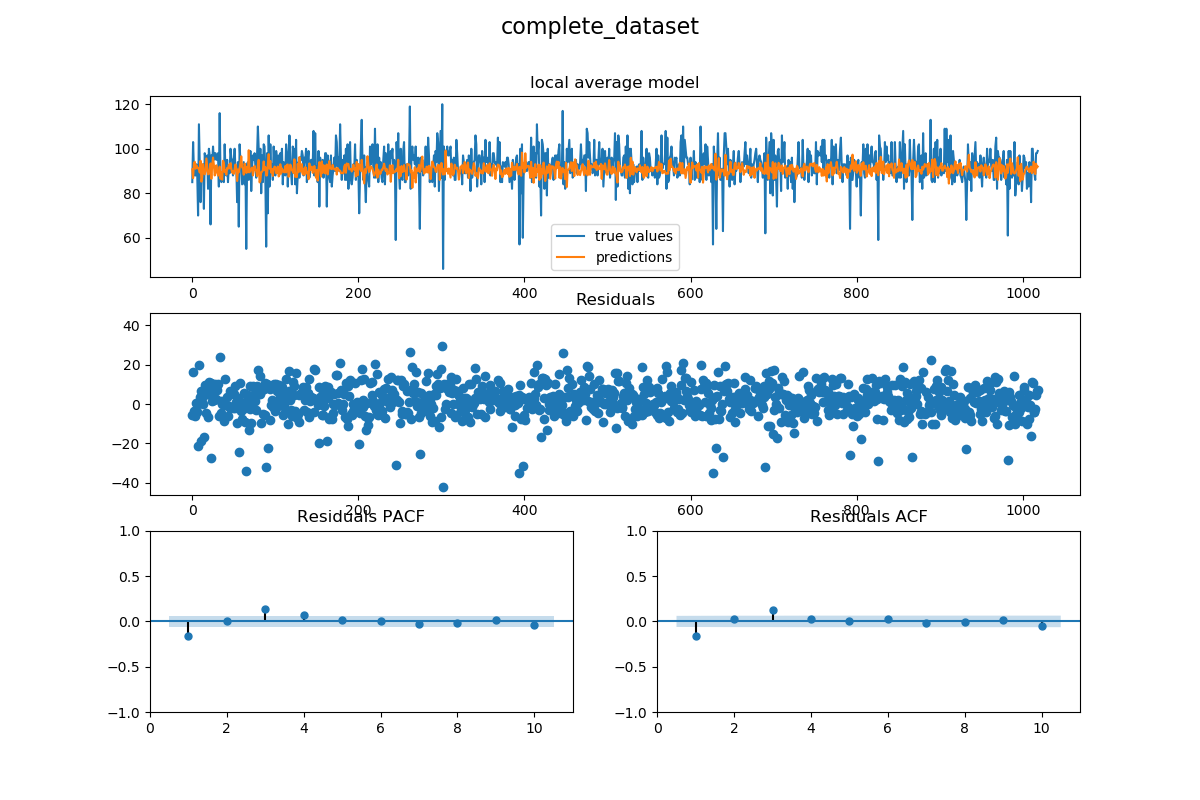 complete_dataset
local average model
120
100
80
60
true values
predictions
0 200 400 600 800 1000
Residuals
40
20
0
−20
−40
0 200 400 600 800 1000
Residuals PACF
1.0
0.5
0.0
−0.5
−1.0
0 2 4 6 8 10
Residuals ACF
1.0
0.5
0.0
−0.5
−1.0
0 2 4 6 8 10